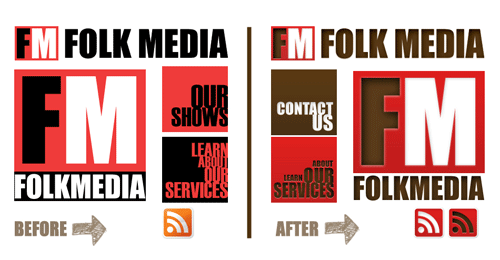 FM FOLK MEDIA
FM
FOLKMEDIA
OUR
SHOWS
LEARN
ABOUT
OUR
SERVICES
BEFORE
FM FOLK MEDIA
CONTACT
US
ABOUT
LEARN OUR
SERVICES
FM
FOLKMEDIA
AFTER